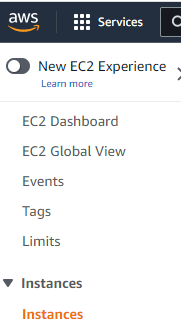 aws
Services
New EC2 Experience
Learn more
EC2 Dashboard
EC2 Global View
Events
Tags
Limits
Instances
Instances